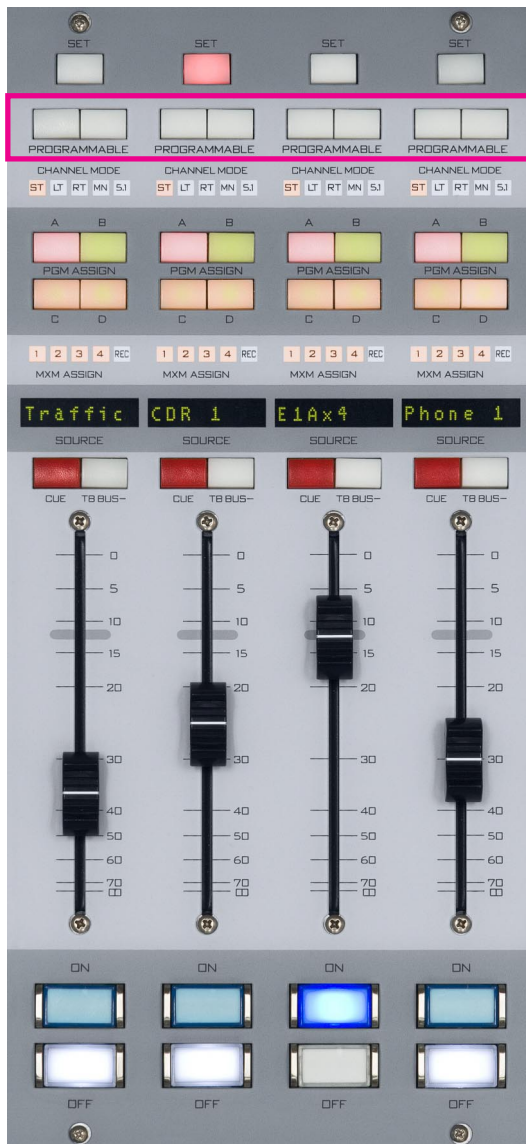 SET SET SET SET
PROGRAMMABLE PROGRAMMABLE PROGRAMMABLE PROGRAMMABLE
CHANNEL MODE CHANNEL MODE CHANNEL MODE CHANNEL MODE
ST LT RT MN 5.1 ST LT RT MN 5.1 ST LT RT MN 5.1 ST LT RT MN 5.1
A B A B A B A B
PGM ASSIGN PGM ASSIGN PGM ASSIGN PGM ASSIGN
C D C D C D C D
1 2 3 4 REC 1 2 3 4 REC 1 2 3 4 REC 1 2 3 4 REC
MXM ASSIGN MXM ASSIGN MXM ASSIGN MXM ASSIGN
Traffic CDR 1 E1Ax4 Phone 1
SOURCE SOURCE SOURCE SOURCE
CUE TB BUS– CUE TB BUS– CUE TB BUS– CUE TB BUS–
0 0 0 0
5 5 5 5
10 10 10 10
15 15 15 15
20 20 20 20
30 30 30 30
40 40 40 40
50 50 50 50
60 60 60 60
70 70 70 70
ON ON ON ON
OFF OFF OFF OFF